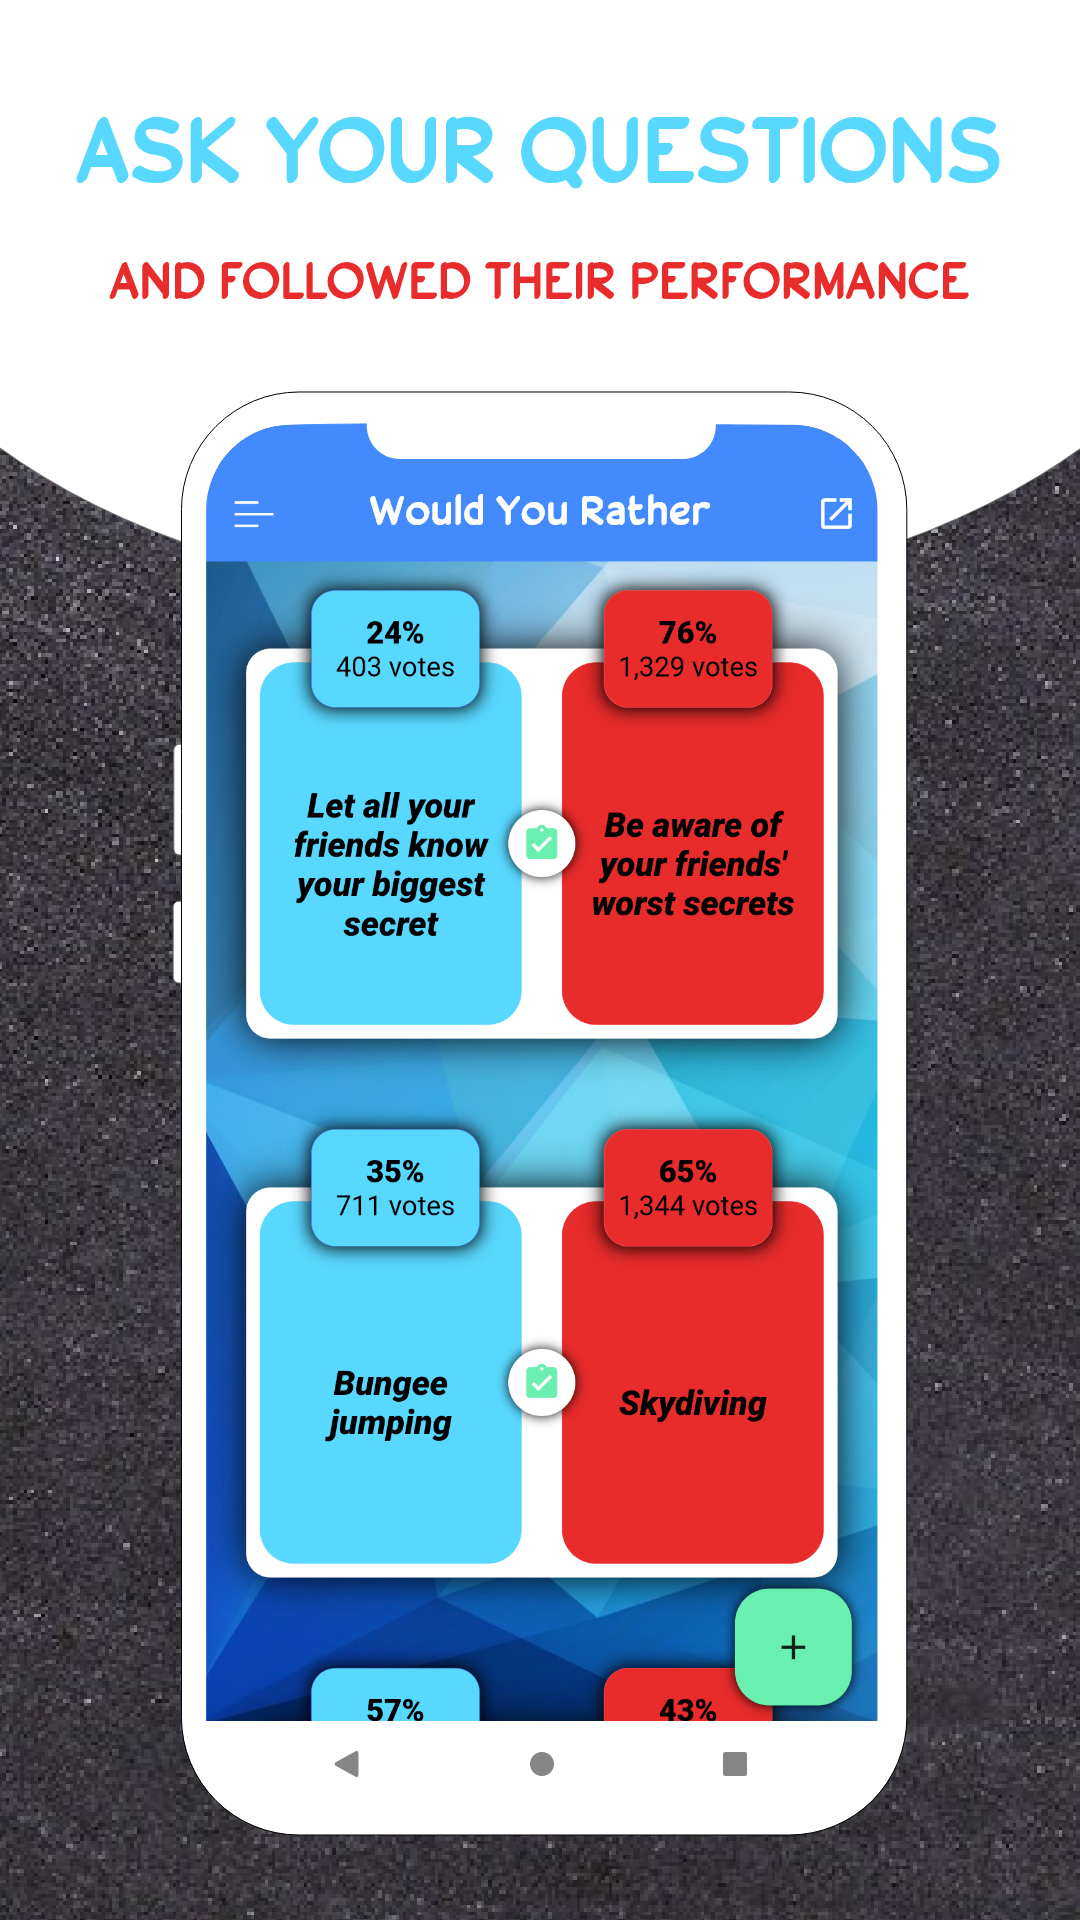 ASK YOUR QUESTIONS
AND FOLLOWED THEIR PERFORMANCE
Would You Rather
24%
403 votes
76%
1,329 votes
Let all your
friends know
your biggest
secret
Be aware of
your friends'
worst secrets
35%
711 votes
65%
1,344 votes
Bungee
jumping
Skydiving
+
57%
43%